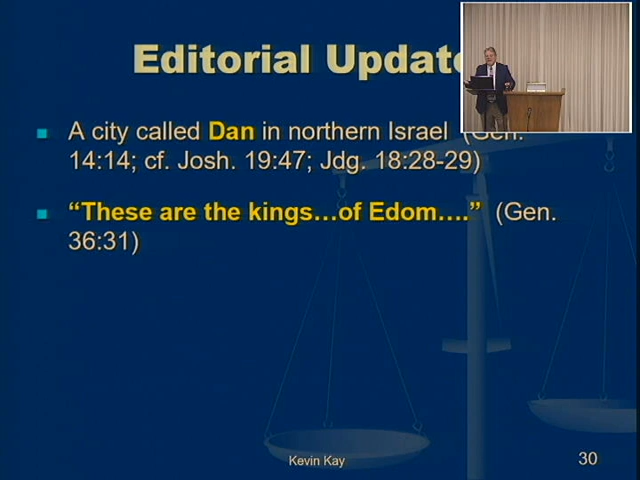 Editorial Update
A city called Dan in northern Israel (Gen.
14:14; cf. Josh. 19:47; Jdg. 18:28-29)
“These are the kings…of Edom….” (Gen.
36:31)
Kevin Kay
30